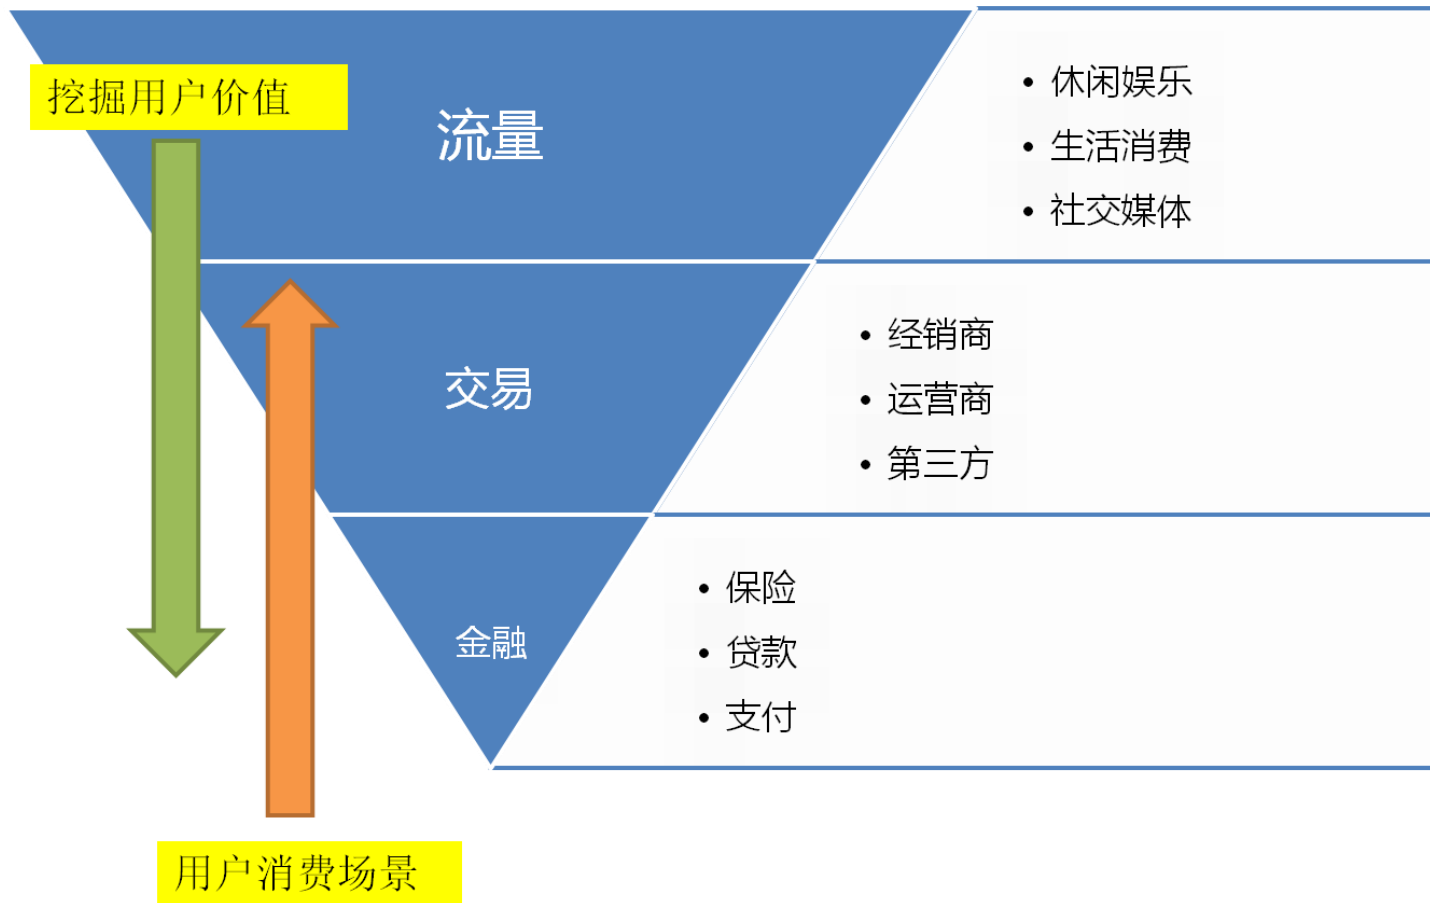 挖掘用户价值
流量
• 休闲娱乐
• 生活消费
• 社交媒体
交易
• 经销商
• 运营商
• 第三方
金融
• 保险
• 贷款
• 支付
用户消费场景